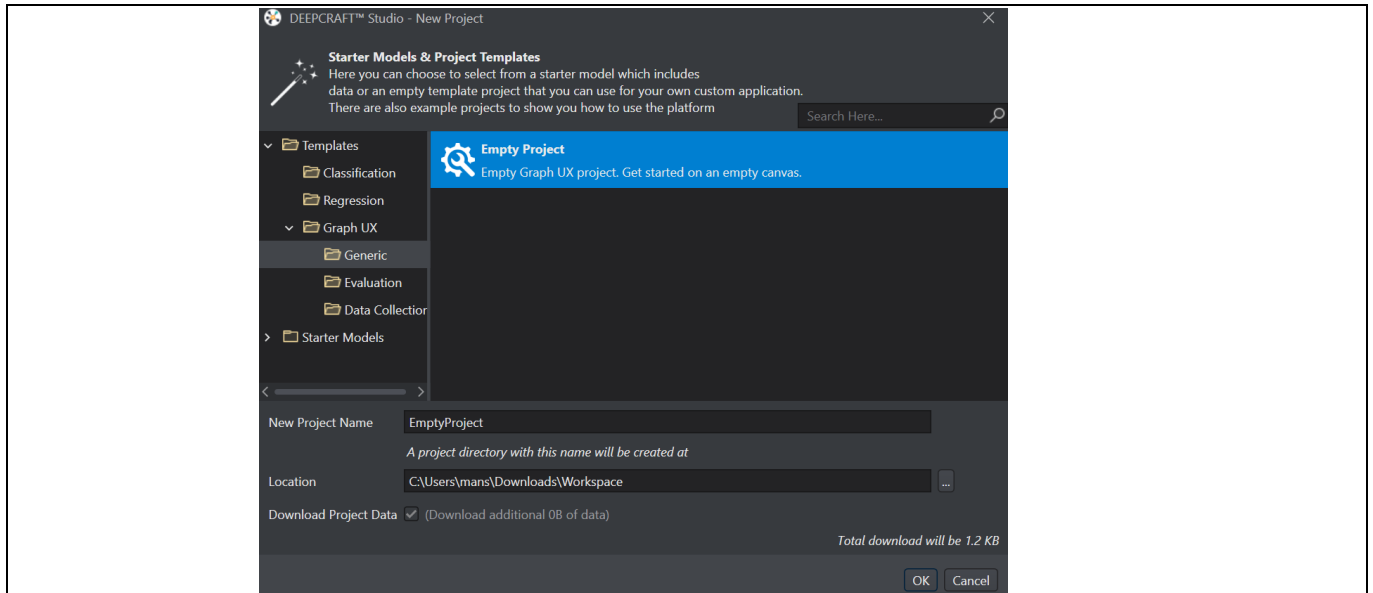 DEEPCRAFT™ Studio - New Project
Starter Models & Project Templates
Here you can choose to select from a starter model which includes
data or an empty template project that you can use for your own custom application.
There are also example projects to show you how to use the platform
Search Here...
Templates
Classification
Regression
Graph UX
Generic
Evaluation
Data Collection
Starter Models
Empty Project
Empty Graph UX project. Get started on an empty canvas.
New Project Name
EmptyProject
A project directory with this name will be created at
Location
C:\Users\mans\Downloads\Workspace
...
Download Project Data
(Download additional 0B of data)
Total download will be 1.2 KB
OK
Cancel